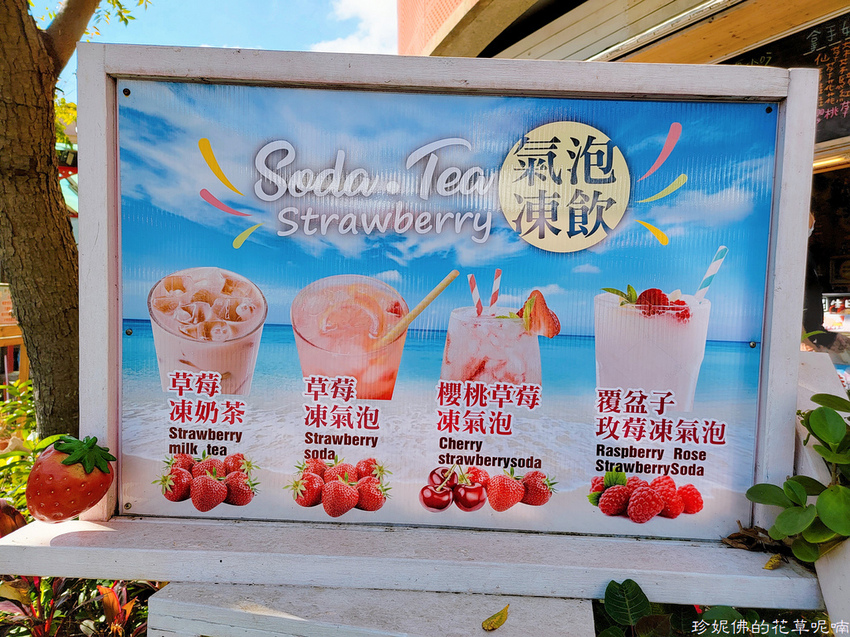 Soda.Tea
Strawberry
氣泡
凍飲
草莓
凍奶茶
Strawberry
milk tea
草莓
凍氣泡
Strawberry
soda
櫻桃草莓
凍氣泡
Cherry
strawberrysoda
覆盆子
玫莓凍氣泡
Raspberry Rose
StrawberrySoda
珍妮佛的花草呢喃